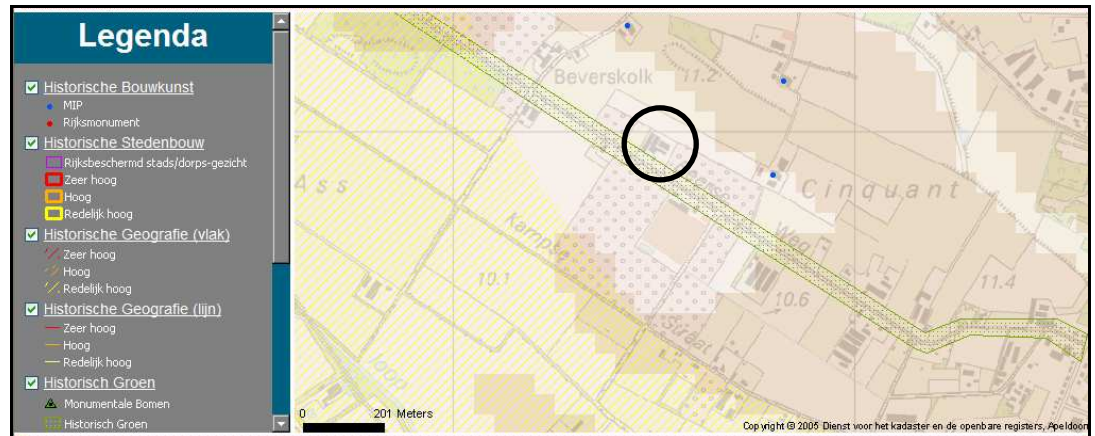 Legenda
Historische Bouwkunst
MIP
Rijksmonument
Historische Stedenbouw
Rijksbeschermd stads/dorps-gezicht
Zeer hoog
Hoog
Redelijk hoog
Historische Geografie (vlak)
Zeer hoog
Hoog
Redelijk hoog
Historische Geografie (lijn)
Zeer hoog
Hoog
Redelijk hoog
Historisch Groen
Monumentale Bomen
Historisch Groen
Beverskolk
11.2
Ass
Cinquant
Kampse
Weg
10.1
10.6
11.4
Straat
0 201 Meters
Copyright © 2005 Dienst voor het kadaster en de openbare registers, Apeldoorn